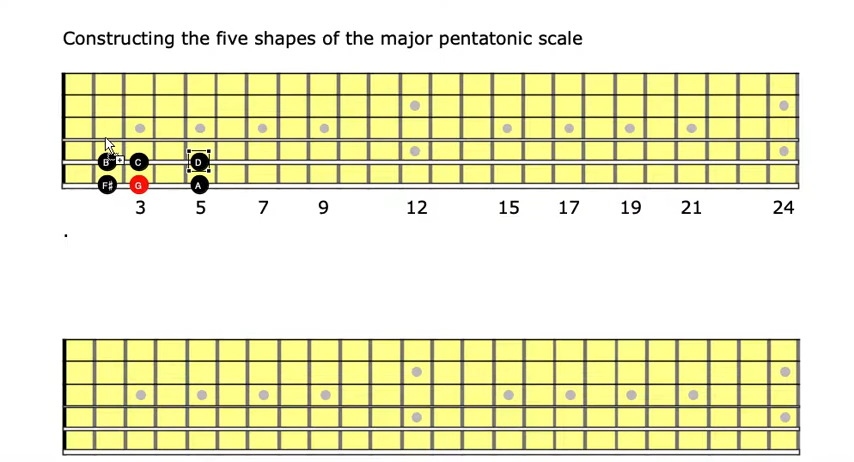 Constructing the five shapes of the major pentatonic scale
B C D
F♯ G A
3 5 7 9 12 15 17 19 21 24
.